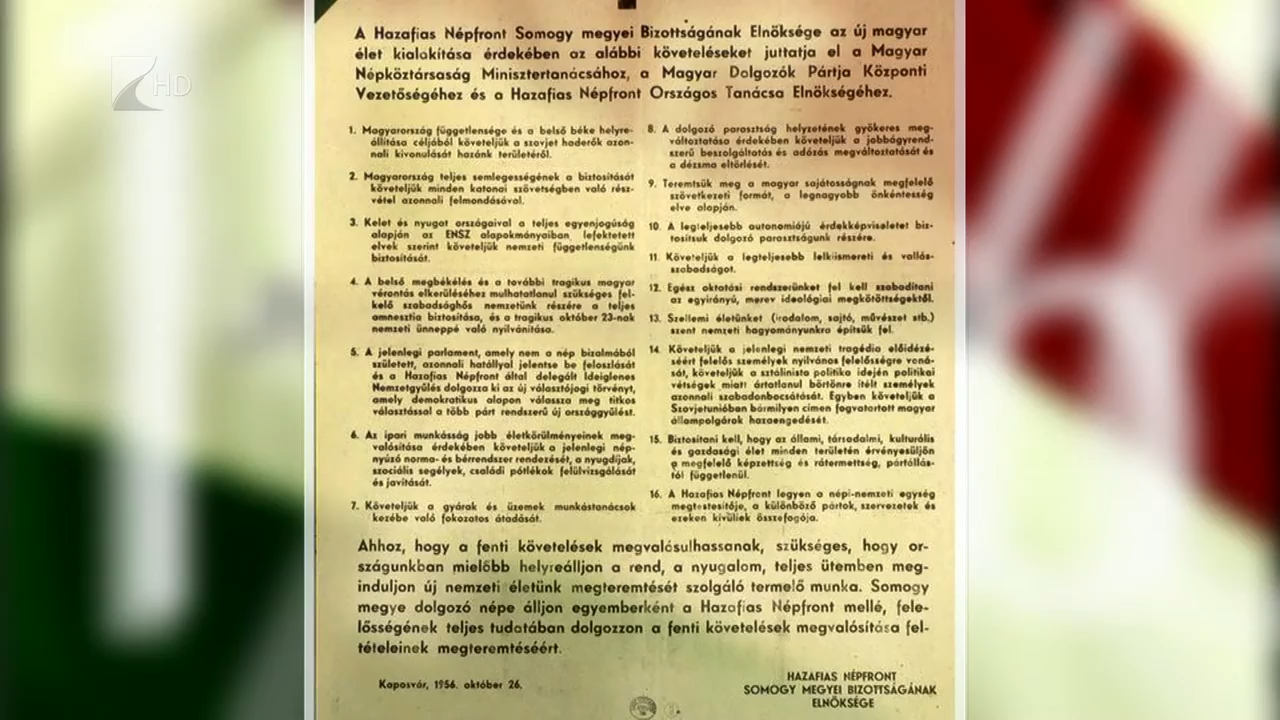 HD
A Hazafias Népfront Somogy megyei Bizottságának Elnöksége az új magyar
élet kialakítása érdekében az alábbi követeléseket juttatja el a Magyar
Népköztársaság Minisztertanácsához, a Magyar Dolgozók Pártja Központi
Vezetőségéhez és a Hazafias Népfront Országos Tanácsa Elnökségéhez.
1. Magyarország függetlensége és a belső béke helyre-
állítása céljából követeljük a szovjet haderők azon-
nali kivonulását hazánk területéről.
2. Magyarország teljes semlegességének a biztosítását
követeljük minden katonai szövetségben való rész-
vétel azonnali felmondásával.
3. Kelet és nyugat országaival a teljes egyenjogúság
alapján az ENSZ alapokmányaiban lefektetett
elvek szerint követeljük nemzeti függetlenségünk
biztosítását.
4. A belső megbékélés és a további tragikus magyar
vérontás elkerüléséhez mulhatatlanul szükséges fel-
kelő szabadsághős nemzetünk részére a teljes
amnesztia biztosítása, és a tragikus október 23-nak
nemzeti ünneppé való nyilvánítása.
5. A jelenlegi parlament, amely nem a nép bizalmából
született, azonnali hatállyal jelentse be feloszlását
és a Hazafias Népfront által delegált Ideiglenes
Nemzetgyűlés dolgozza ki az új választójogi törvényt,
amely demokratikus alapon válassza meg titkos
választással a több párt rendszerű új országgyűlést.
6. Az ipari munkásság jobb életkörülményeinek meg-
valósítása érdekében követeljük a jelenlegi nép-
nyúzó norma- és bérrendszer rendezését, a nyugdíjak,
szociális segélyek, családi pótlékok felülvizsgálását
és javítását.
7. Követeljük a gyárak és üzemek munkástanácsok
kezébe való fokozatos átadását.
8. A dolgozó parasztság helyzetének gyökeres meg-
változtatása érdekében követeljük a jobbágyrend-
szerű beszolgáltatás és adózás megváltoztatását és
a dézsma eltörlését.
9. Teremtsük meg a magyar sajátosságnak megfelelő
szövetkezeti formát, a legnagyobb önkéntesség
elve alapján.
10. A legteljesebb autonomiájú érdekképviseletet biz-
tosítsuk dolgozó parasztságunk részére.
11. Követeljük a legteljesebb lelkiismereti és vallás-
szabadságot.
12. Egész oktatási rendszerünket fel kell szabadítani
az egyirányú, merev ideológiai megkötöttségektől.
13. Szellemi életünket (irodalom, sajtó, művészet stb.)
szent nemzeti hagyományunkra építsük fel.
14. Követeljük a jelenlegi nemzeti tragédia előidézé-
séért felelős személyek nyilvános felelősségre voná-
sát, követeljük a sztálinista politika idején politikai
vétségek miatt ártatlanul börtönre ítélt személyek
azonnali szabadonbocsátását. Egyben követeljük a
Szovjetunióban bármilyen címen fogvatartott magyar
állampolgárok hazaengedését.
15. Biztosítani kell, hogy az állami, társadalmi, kulturális
és gazdasági élet minden területén érvényesüljön
a megfelelő képzettség és rátermettség, pártállás-
tól függetlenül.
16. A Hazafias Népfront legyen a népi-nemzeti egység
megtestesítője, a különböző pártok, szervezetek és
ezeken kívüliek összefogója.
Ahhoz, hogy a fenti követelések megvalósulhassanak, szükséges, hogy or-
szágunkban mielőbb helyreálljon a rend, a nyugalom, teljes ütemben meg-
induljon új nemzeti életünk megteremtését szolgáló termelő munka. Somogy
megye dolgozó népe álljon egyemberként a Hazafias Népfront mellé, fele-
lősségének teljes tudatában dolgozzon a fenti követelések megvalósítása fel-
tételeinek megteremtéséért.
Kaposvár, 1956. október 26.
HAZAFIAS NÉPFRONT
SOMOGY MEGYEI BIZOTTSÁGÁNAK
ELNÖKSÉGE